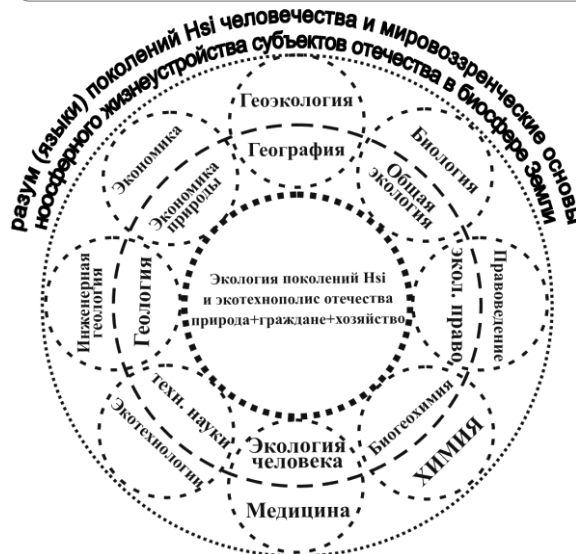 разум (языки) поколений Hsi человечества и мировоззренческие основы
ноосферного жизнеустройства субъектов отечества в биосфере Земли
Геоэкология
География
Биология
Общая
экология
Правоведение
экол. право
ХИМИЯ
Биогеохимия
Экология
человека
Медицина
техн. науки
Экотехнологии
Инженерная
геология
Геология
Экономика
Экономика
природы
Экология поколений Hsi
и экотехнополис отечества
природа+граждане+хозяйство